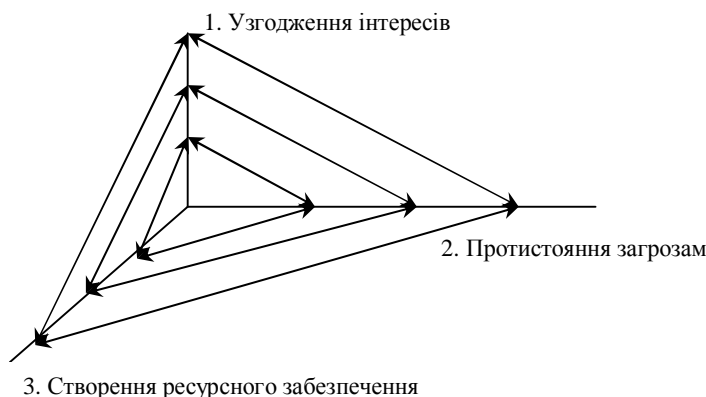 1. Узгодження інтересів
2. Протистояння загрозам
3. Створення ресурсного забезпечення